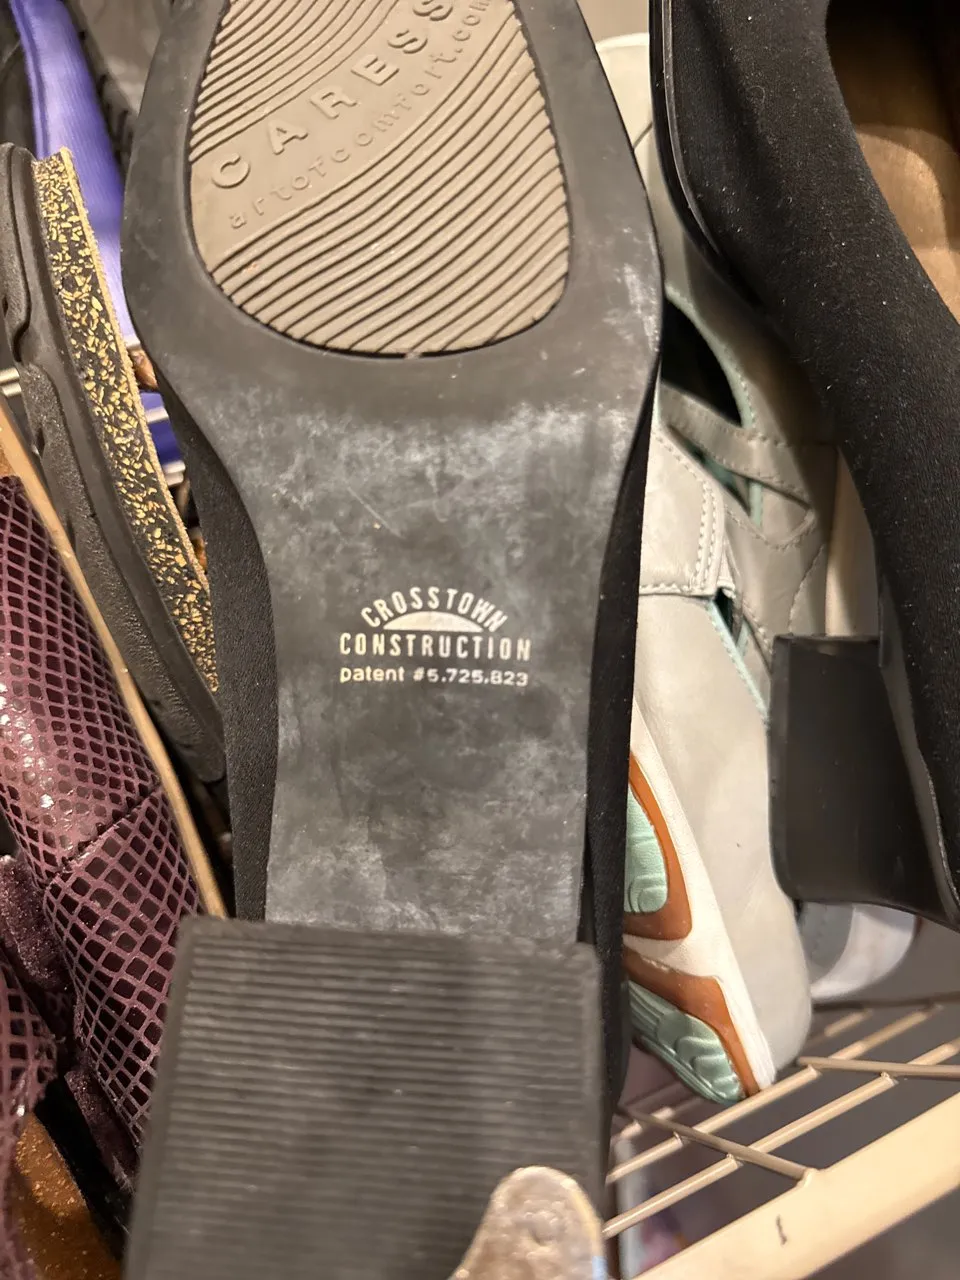 CARESS
artofcomfort.com
CROSSTOWN
CONSTRUCTION
patent #5,725,823